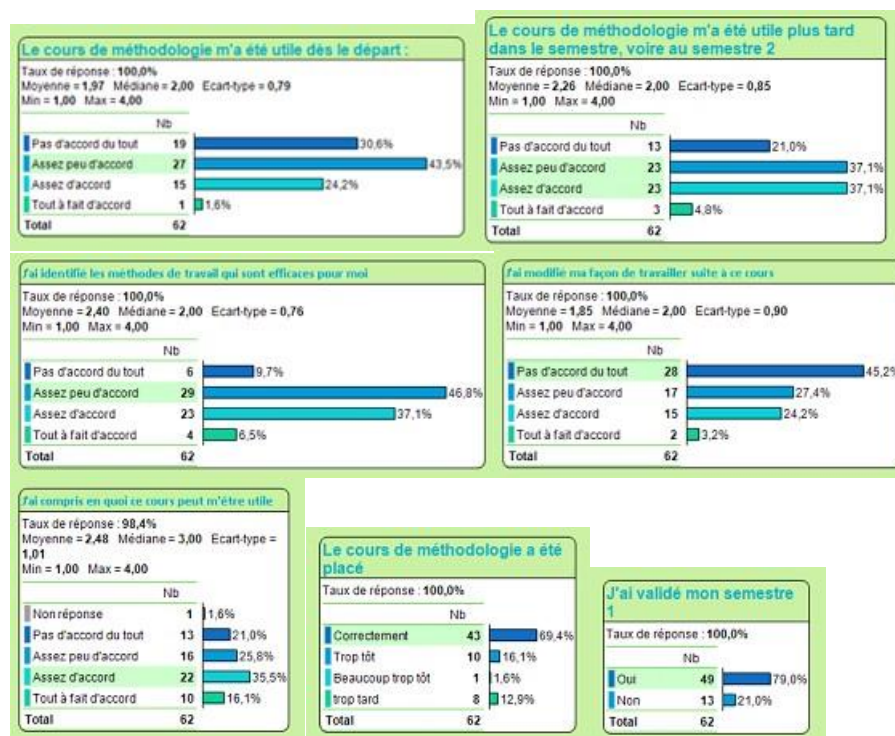 Le cours de méthodologie m'a été utile dès le départ :
Taux de réponse : 100,0%
Moyenne = 1,97 Médiane = 2,00 Ecart-type = 0,79
Min = 1,00 Max = 4,00
Nb
Pas d'accord du tout 19 30,6%
Assez peu d'accord 27 43,5%
Assez d'accord 15 24,2%
Tout à fait d'accord 1 1,6%
Total 62
Le cours de méthodologie m'a été utile plus tard
dans le semestre, voire au semestre 2
Taux de réponse : 100,0%
Moyenne = 2,26 Médiane = 2,00 Ecart-type = 0,85
Min = 1,00 Max = 4,00
Nb
Pas d'accord du tout 13 21,0%
Assez peu d'accord 23 37,1%
Assez d'accord 23 37,1%
Tout à fait d'accord 3 4,8%
Total 62
J'ai identifié les méthodes de travail qui sont efficaces pour moi
Taux de réponse : 100,0%
Moyenne = 2,40 Médiane = 2,00 Ecart-type = 0,76
Min = 1,00 Max = 4,00
Nb
Pas d'accord du tout 6 9,7%
Assez peu d'accord 29 46,8%
Assez d'accord 23 37,1%
Tout à fait d'accord 4 6,5%
Total 62
J'ai modifié ma façon de travailler suite à ce cours
Taux de réponse : 100,0%
Moyenne = 1,85 Médiane = 2,00 Ecart-type = 0,90
Min = 1,00 Max = 4,00
Nb
Pas d'accord du tout 28 45,2%
Assez peu d'accord 17 27,4%
Assez d'accord 15 24,2%
Tout à fait d'accord 2 3,2%
Total 62
J'ai compris en quoi ce cours peut m'être utile
Taux de réponse : 98,4%
Moyenne = 2,48 Médiane = 3,00 Ecart-type =
1,01
Min = 1,00 Max = 4,00
Nb
Non réponse 1 1,6%
Pas d'accord du tout 13 21,0%
Assez peu d'accord 16 25,8%
Assez d'accord 22 35,5%
Tout à fait d'accord 10 16,1%
Total 62
Le cours de méthodologie a été
placé
Taux de réponse : 100,0%
Nb
Correctement 43 69,4%
Trop tôt 10 16,1%
Beaucoup trop tôt 1 1,6%
trop tard 8 12,9%
Total 62
J'ai validé mon semestre
1
Taux de réponse : 100,0%
Nb
Oui 49 79,0%
Non 13 21,0%
Total 62